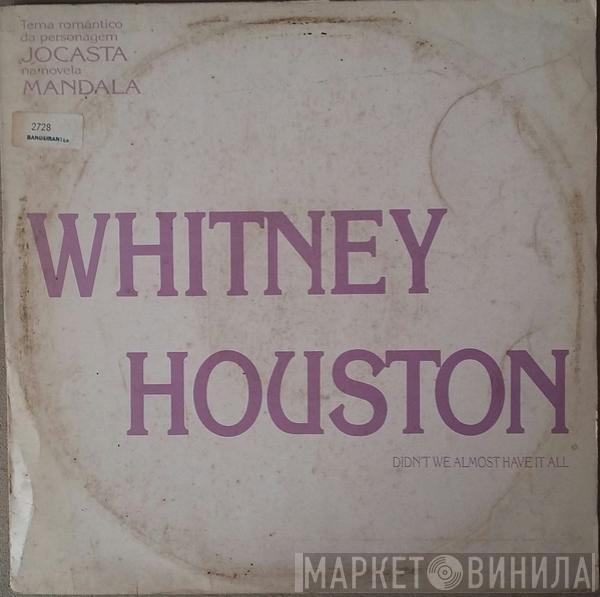 Tema romántico
da personagem
JOCASTA
na novela
MANDALA
2728
BANDEIRANTES
WHITNEY
HOUSTON
DIDN'T WE ALMOST HAVE IT ALL
МАРКЕТ ВИНИЛА